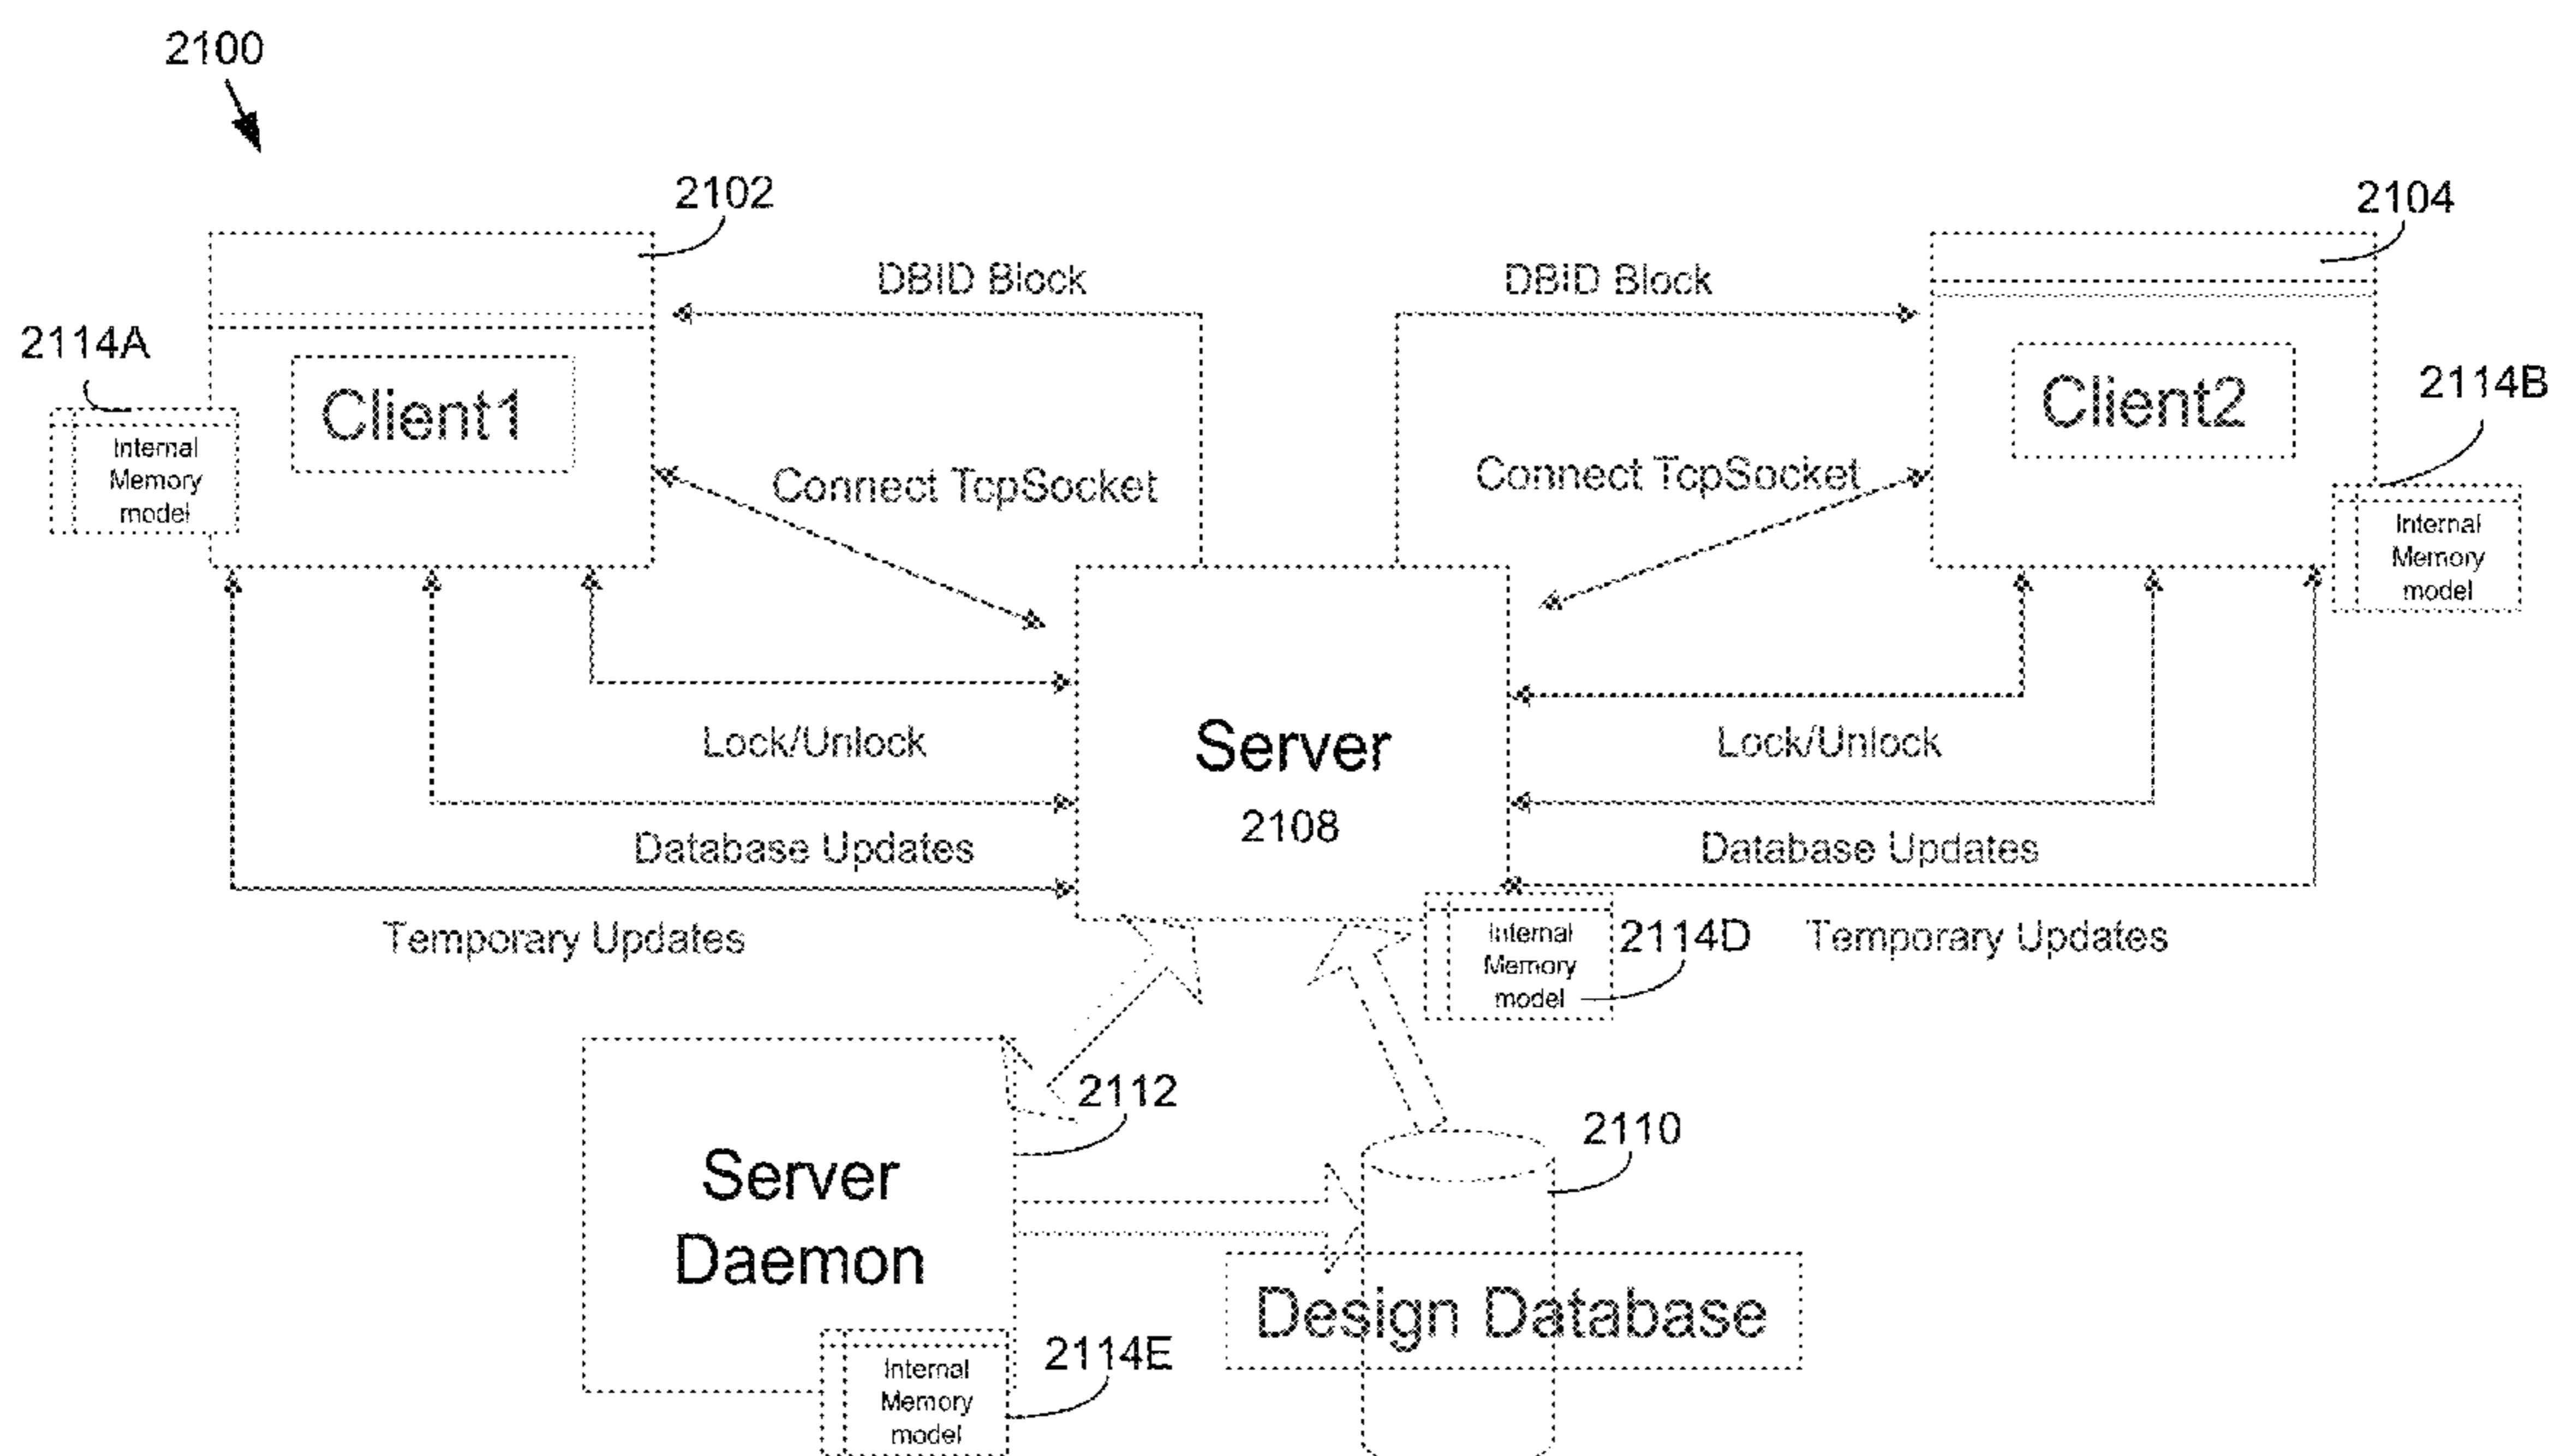 2100
2102
2104
DBID Block
DBID Block
2114A
Client1
Client2
2114B
Internal
Memory
model
Connect TcpSocket
Connect TcpSocket
Internal
Memory
model
Lock/Unlock
Server
2108
Lock/Unlock
Database Updates
Database Updates
Temporary Updates
Internal
Memory
model
2114D
Temporary Updates
2112
2110
Server
Daemon
Design Database
2114E
Internal
Memory
model